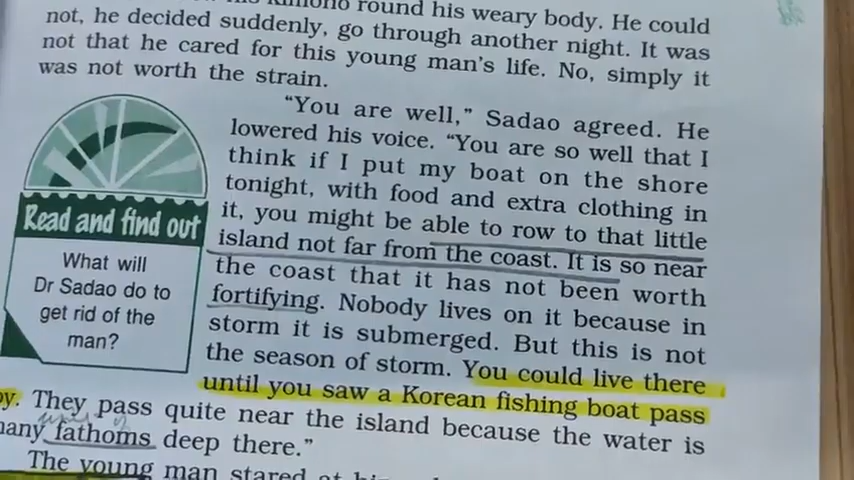 kimono round his weary body. He could
not, he decided suddenly, go through another night. It was
not that he cared for this young man's life. No, simply it
was not worth the strain.
"You are well," Sadao agreed. He
lowered his voice. "You are so well that I
think if I put my boat on the shore
tonight, with food and extra clothing in
it, you might be able to row to that little
island not far from the coast. It is so near
the coast that it has not been worth
fortifying. Nobody lives on it because in
storm it is submerged. But this is not
the season of storm. You could live there
until you saw a Korean fishing boat pass
by. They pass quite near the island because the water is
many fathoms deep there."
The young man stared at
Read and find out
What will
Dr Sadao do to
get rid of the
man?